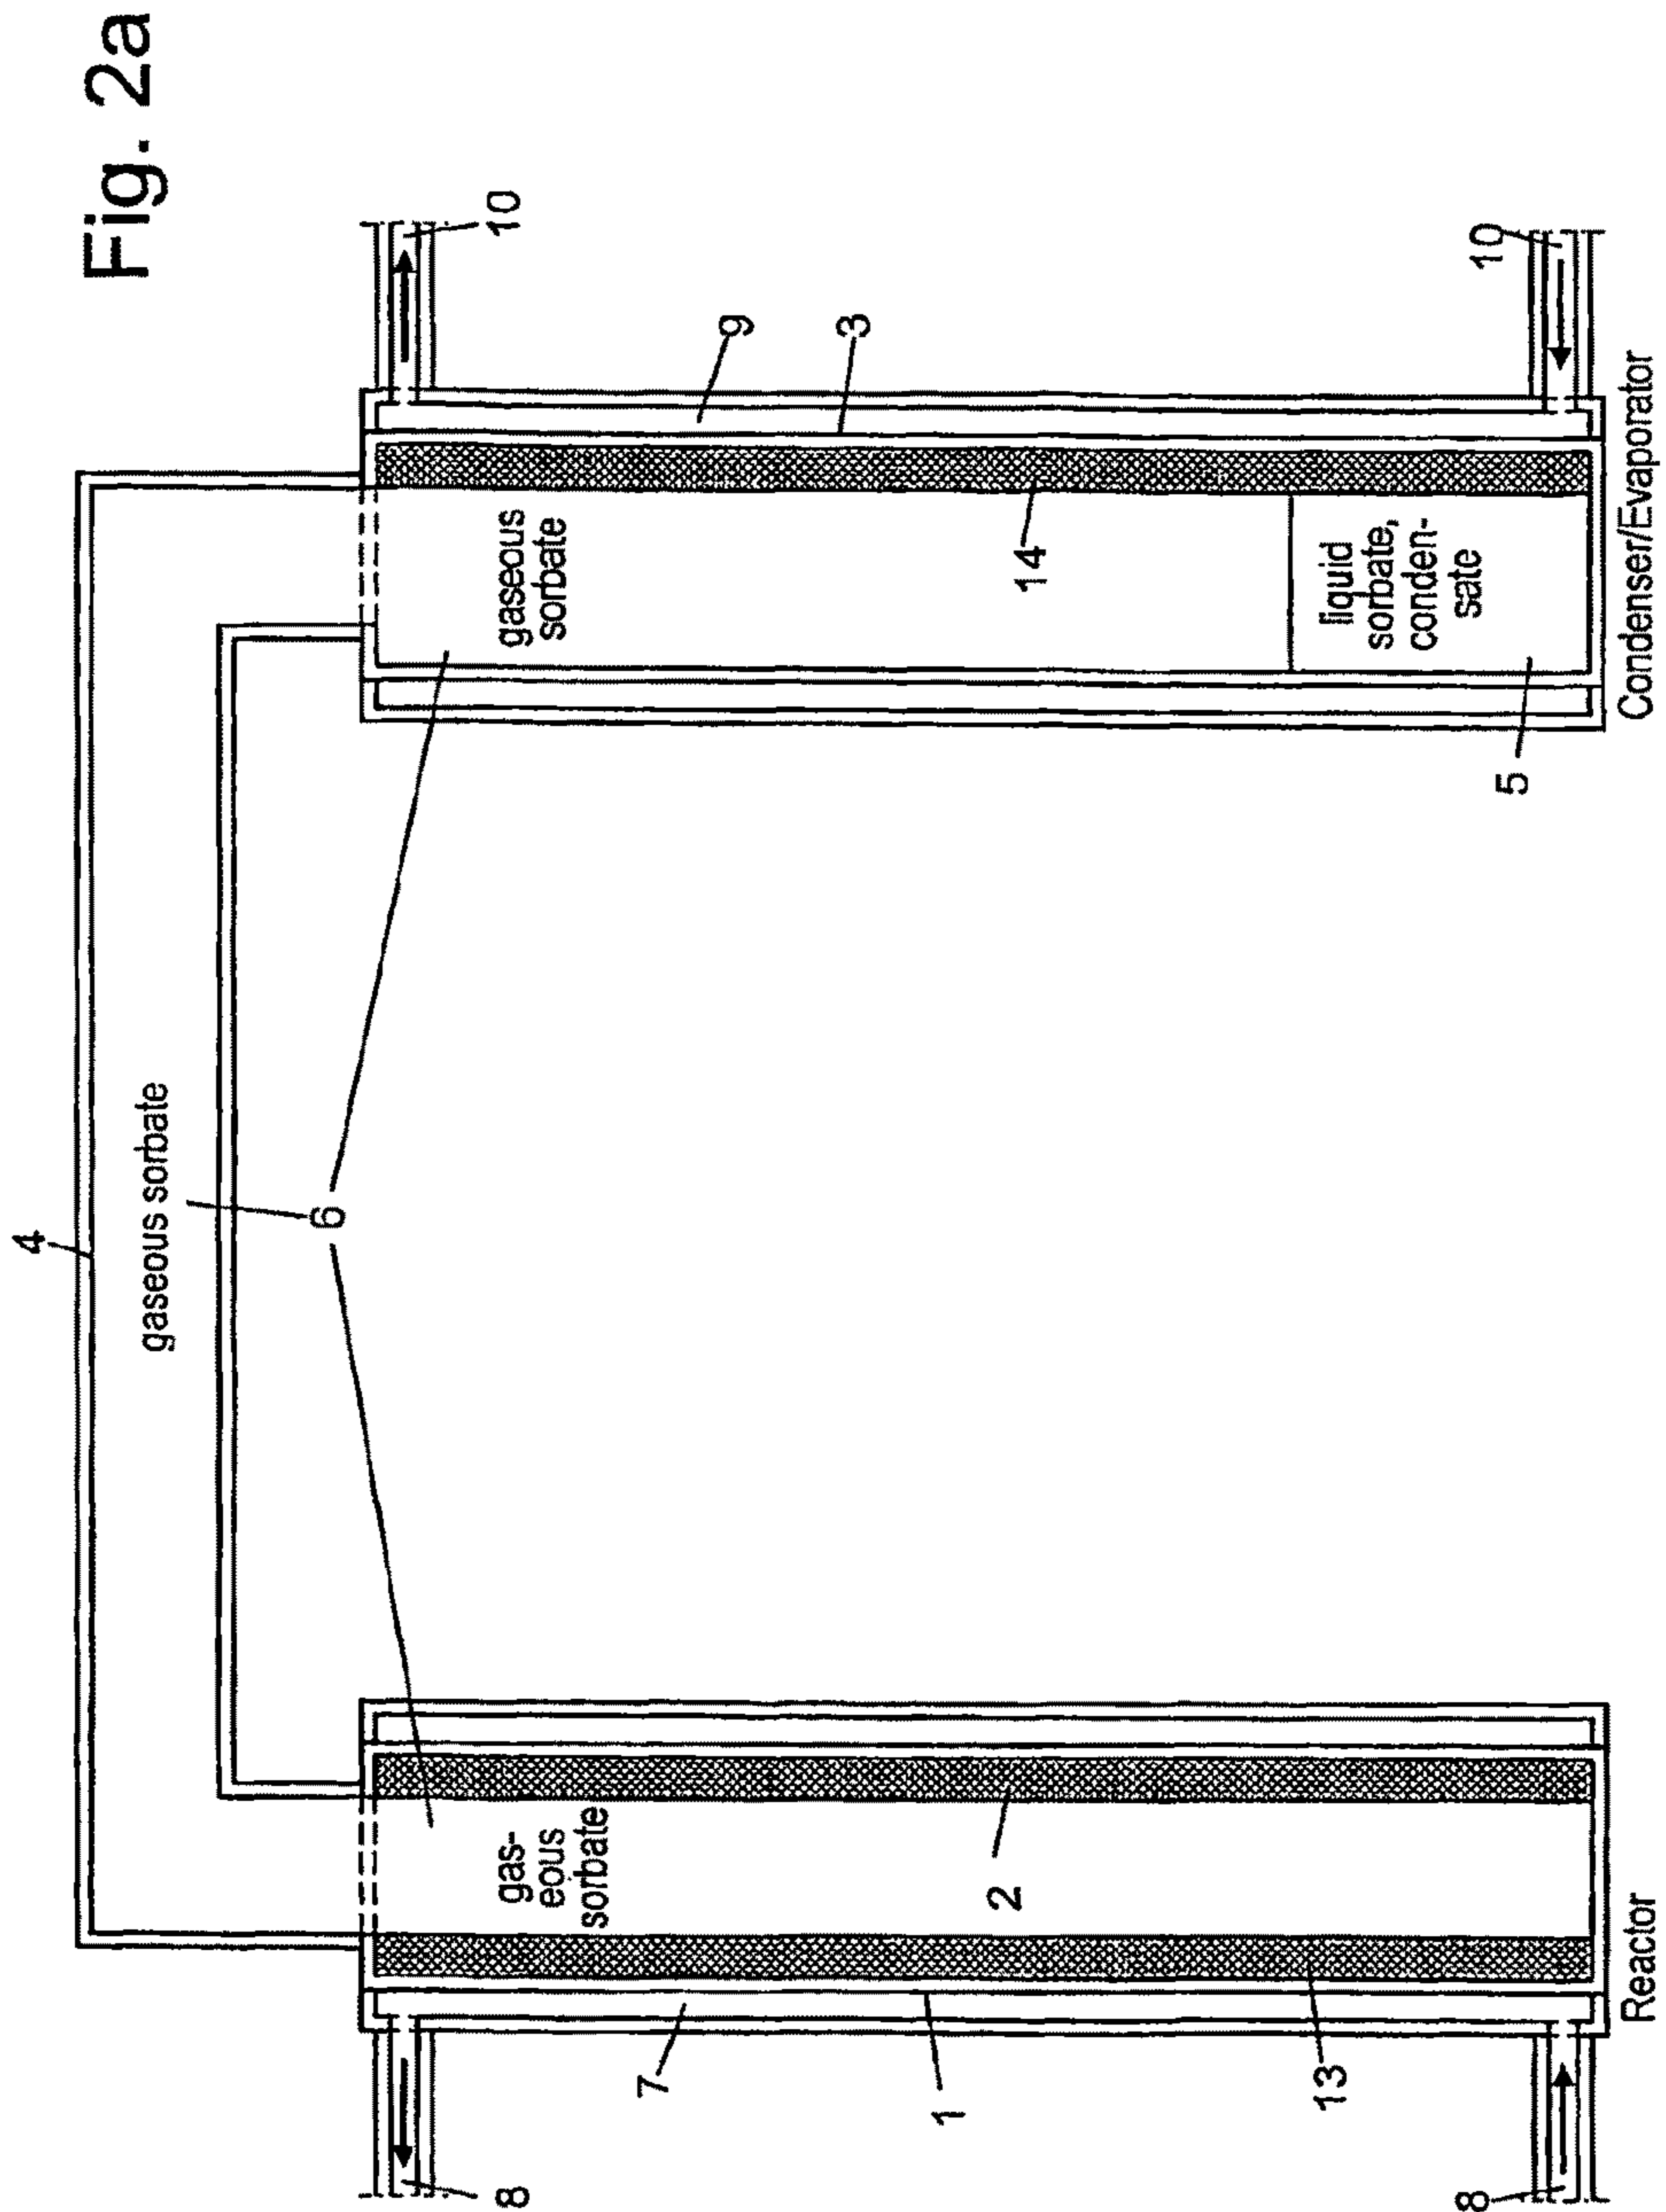 Fig. 2a
4
gaseous sorbate
6
8
10
gas-
eous
sorbate
gaseous
sorbate
7
9
1
3
2
14
13
liquid
sorbate,
conden-
sate
5
8
10
Reactor
Condenser/Evaporator